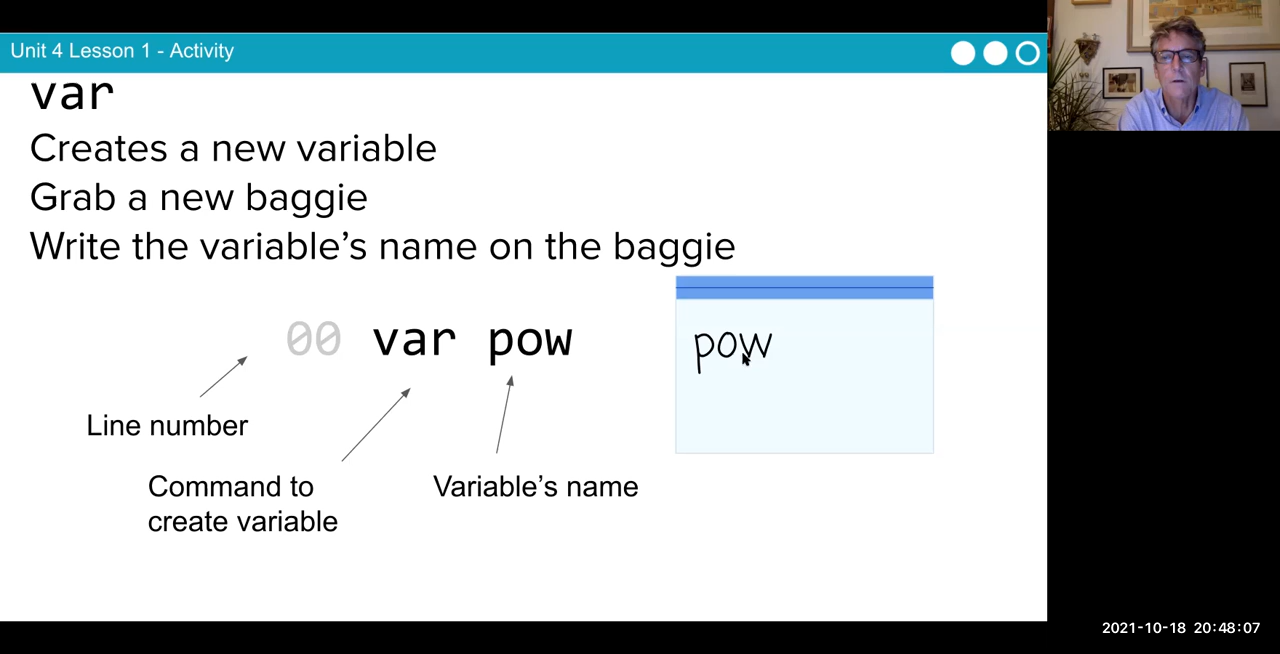 Unit 4 Lesson 1 - Activity
var
Creates a new variable
Grab a new baggie
Write the variable’s name on the baggie
00 var pow
pow
Line number
Command to
create variable
Variable’s name
2021-10-18 20:48:07